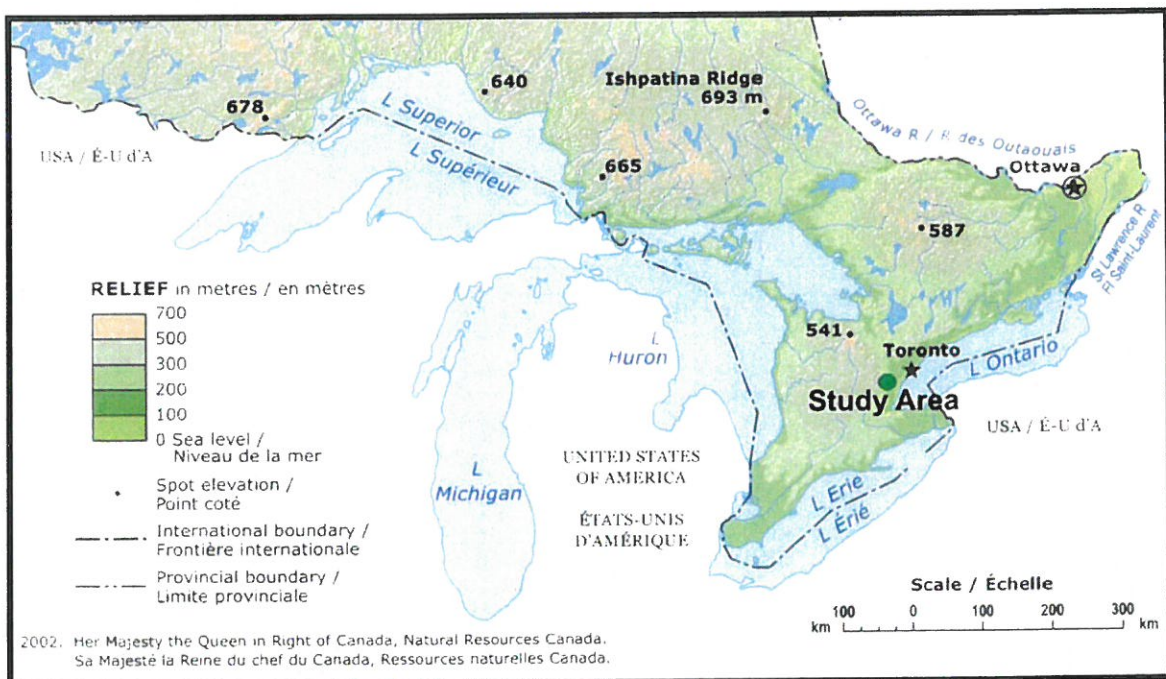 Ishpatina Ridge
693 m
640
678
L Superior
L Supérieur
665
USA / É-U d'A
Ottawa R / R des Outaouais
Ottawa
587
St Lawrence R
Fl Saint-Laurent
RELIEF in metres / en mètres
700
500
300
200
100
0 Sea level /
Niveau de la mer
Spot elevation /
Point coté
International boundary /
Frontière internationale
Provincial boundary /
Limite provinciale
L
Huron
L
Michigan
541
Toronto
L Ontario
Study Area
USA / É-U d'A
UNITED STATES
OF AMERICA
ÉTATS-UNIS
D'AMÉRIQUE
L Erie
L Érié
Scale / Échelle
100 0 100 200 300
km km
2002. Her Majesty the Queen in Right of Canada, Natural Resources Canada.
Sa Majesté la Reine du chef du Canada, Ressources naturelles Canada.